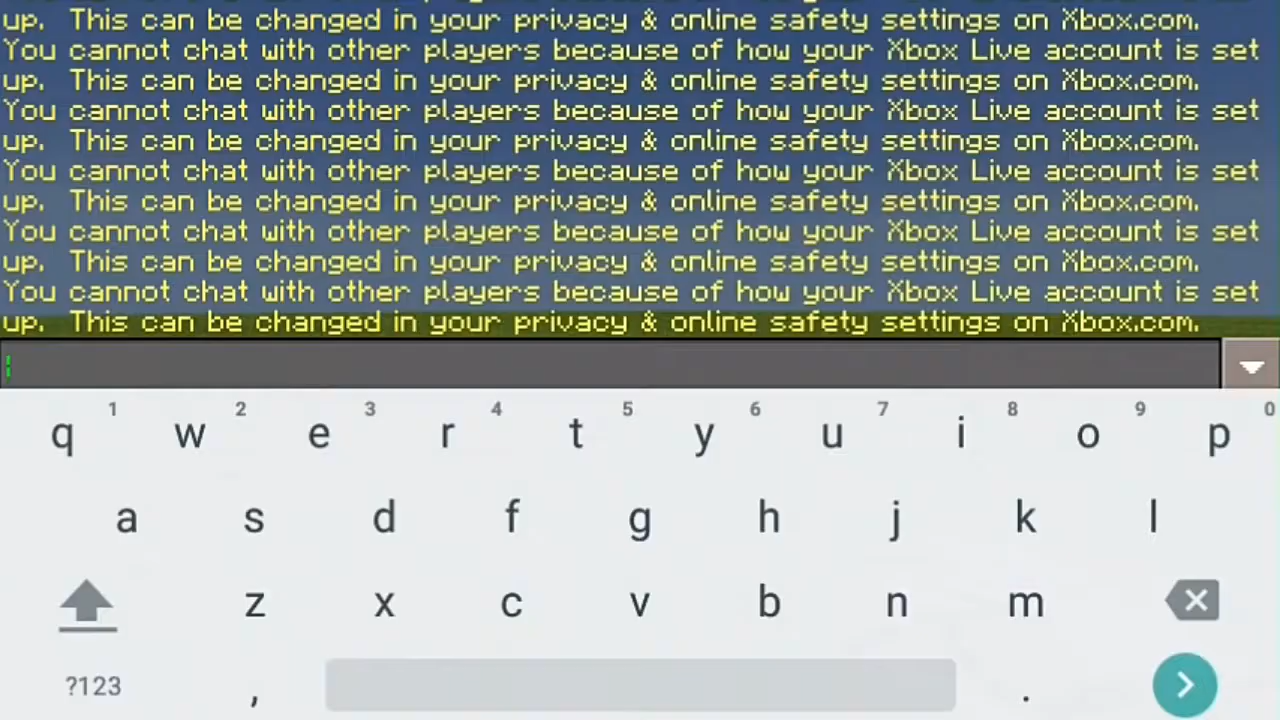 up. This can be changed in your privacy & online safety settings on Xbox.com.
You cannot chat with other players because of how your Xbox Live account is set
up. This can be changed in your privacy & online safety settings on Xbox.com.
You cannot chat with other players because of how your Xbox Live account is set
up. This can be changed in your privacy & online safety settings on Xbox.com.
You cannot chat with other players because of how your Xbox Live account is set
up. This can be changed in your privacy & online safety settings on Xbox.com.
You cannot chat with other players because of how your Xbox Live account is set
up. This can be changed in your privacy & online safety settings on Xbox.com.
You cannot chat with other players because of how your Xbox Live account is set
up. This can be changed in your privacy & online safety settings on Xbox.com.
1 2 3 4 5 6 7 8 9 0
q w e r t y u i o p
a s d f g h j k l
z x c v b n m
?123 , .